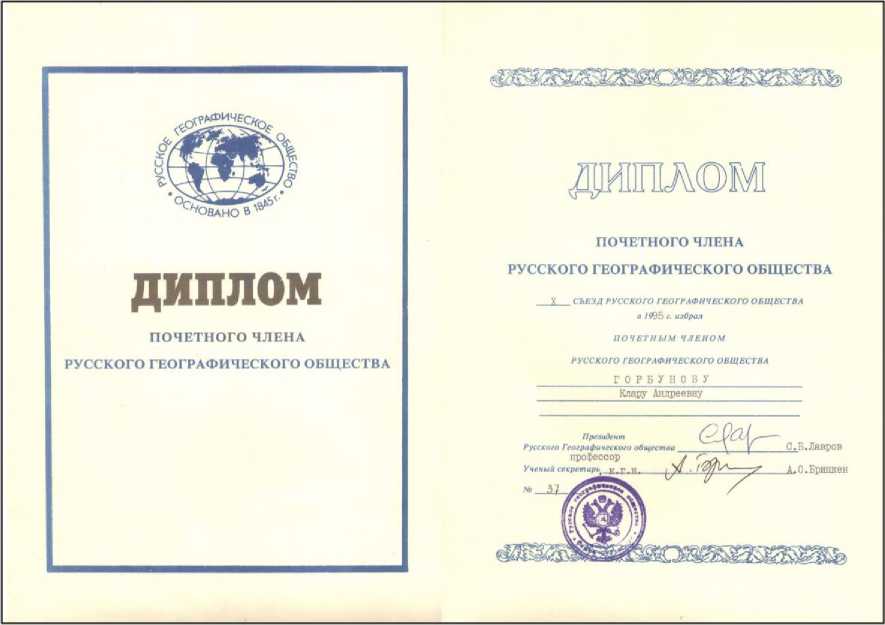 РУССКОЕ ГЕОГРАФИЧЕСКОЕ ОБЩЕСТВО
• ОСНОВАНО В 1845 г. •
ДИПЛОМ
ПОЧЕТНОГО ЧЛЕНА
РУССКОГО ГЕОГРАФИЧЕСКОГО ОБЩЕСТВА
ДИПЛОМ
ПОЧЕТНОГО ЧЛЕНА
РУССКОГО ГЕОГРАФИЧЕСКОГО ОБЩЕСТВА
X СЪЕЗД РУССКОГО ГЕОГРАФИЧЕСКОГО ОБЩЕСТВА
в 1995 г. избрал
ПОЧЕТНЫМ ЧЛЕНОМ
РУССКОГО ГЕОГРАФИЧЕСКОГО ОБЩЕСТВА
ГОРБУНОВУ
Клару Андреевну
Президент
Русского Географического общества С.Б.Лавров
профессор
Ученый секретарь, к.г.н. А.О.Бринкен
№ 37